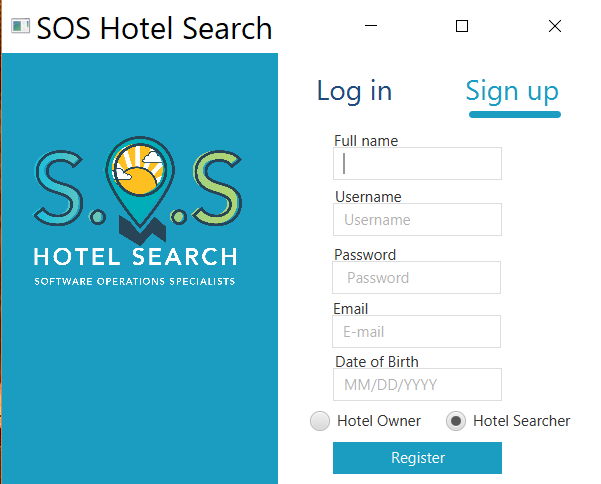 SOS Hotel Search
S.O.S
HOTEL SEARCH
SOFTWARE OPERATIONS SPECIALISTS
Log in
Sign up
Full name
Username
Username
Password
Password
Email
E-mail
Date of Birth
MM/DD/YYYY
Hotel Owner
Hotel Searcher
Register